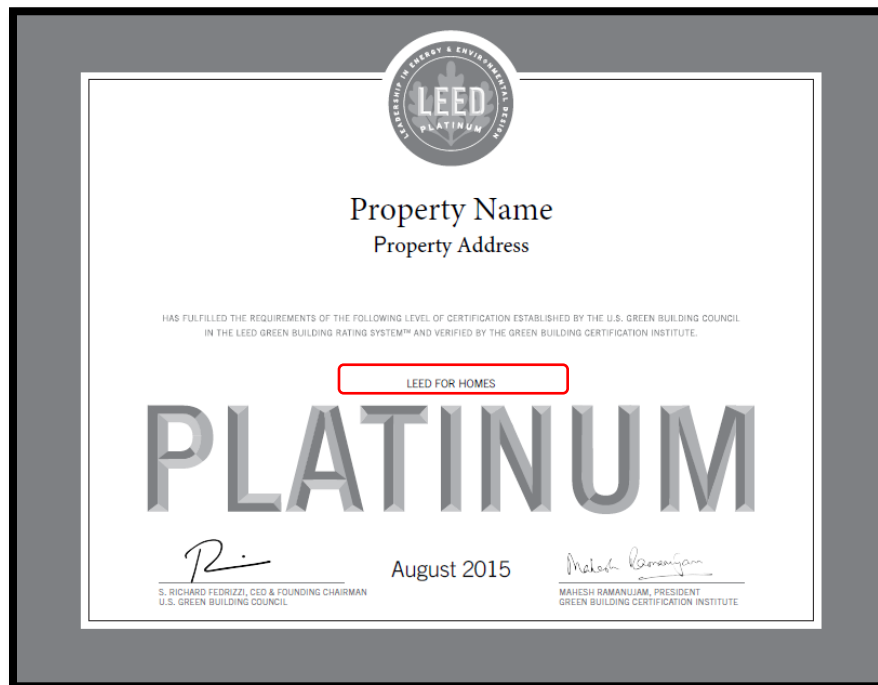 LEADERSHIP IN ENERGY & ENVIRONMENTAL DESIGN
LEED
PLATINUM
Property Name
Property Address
HAS FULFILLED THE REQUIREMENTS OF THE FOLLOWING LEVEL OF CERTIFICATION ESTABLISHED BY THE U.S. GREEN BUILDING COUNCIL
IN THE LEED GREEN BUILDING RATING SYSTEM™ AND VERIFIED BY THE GREEN BUILDING CERTIFICATION INSTITUTE.
LEED FOR HOMES
PLATINUM
August 2015
Mahesh Ramanujam
S. RICHARD FEDRIZZI, CEO & FOUNDING CHAIRMAN
U.S. GREEN BUILDING COUNCIL
MAHESH RAMANUJAM, PRESIDENT
GREEN BUILDING CERTIFICATION INSTITUTE